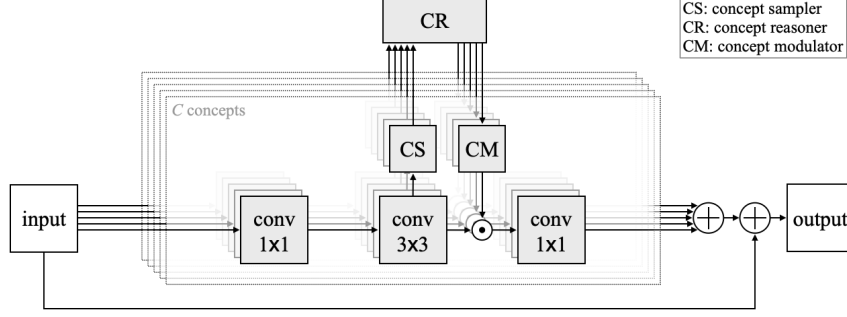 CR
CS: concept sampler
CR: concept reasoner
CM: concept modulator
C concepts
CS
CM
input
conv
1x1
conv
3x3
conv
1x1
output